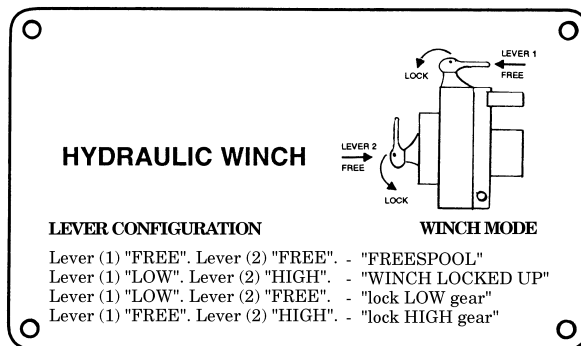 LEVER 1
LOCK
FREE
HYDRAULIC WINCH
LEVER 2
FREE
LOCK
LEVER CONFIGURATION WINCH MODE
Lever (1) "FREE". Lever (2) "FREE". - "FREESPOOL"
Lever (1) "LOW". Lever (2) "HIGH". - "WINCH LOCKED UP"
Lever (1) "LOW". Lever (2) "FREE". - "lock LOW gear"
Lever (1) "FREE". Lever (2) "HIGH". - "lock HIGH gear"